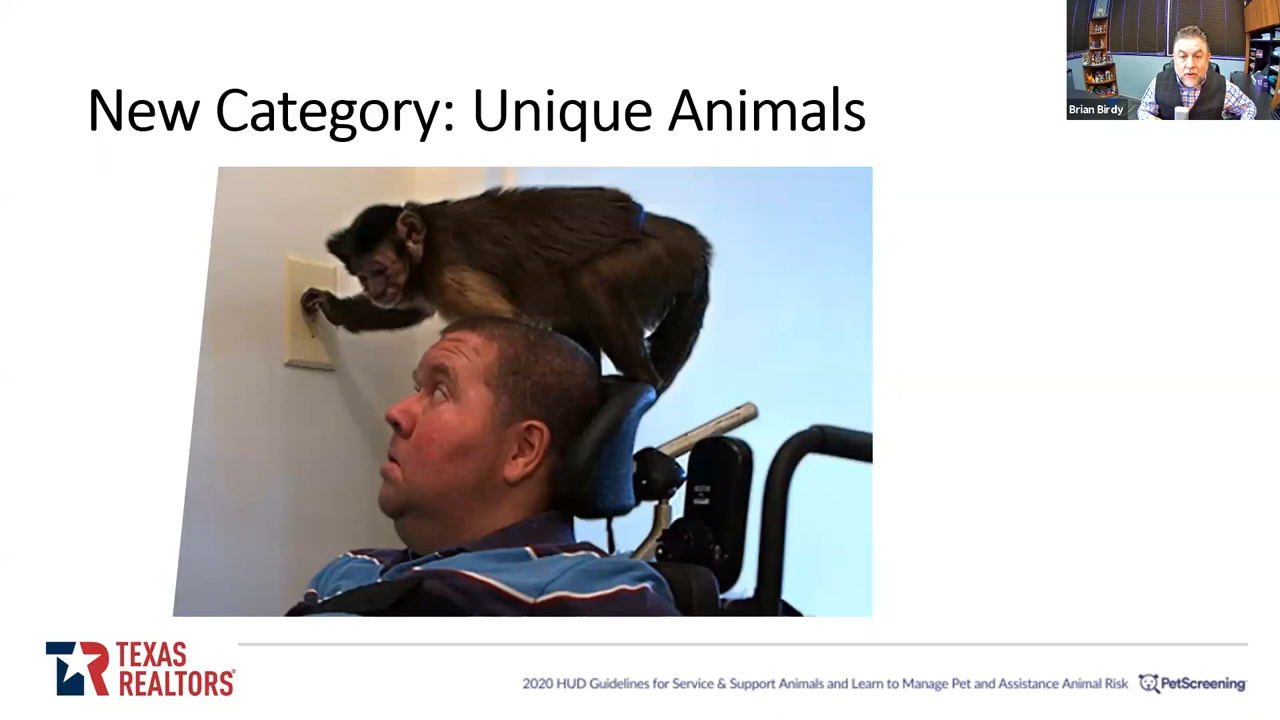 New Category: Unique Animals
Brian Birdy
TEXAS
REALTORS®
2020 HUD Guidelines for Service & Support Animals and Learn to Manage Pet and Assistance Animal Risk
PetScreening